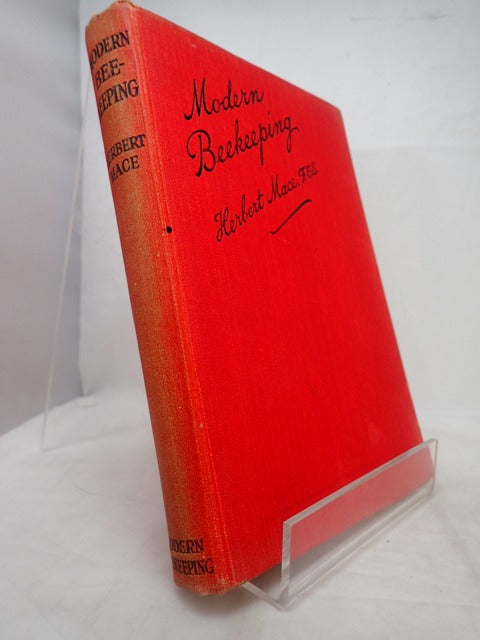 Modern
Beekeeping
Herbert Mace, F.E.S.
MODERN
BEE-
KEEPING
HERBERT
MACE
MODERN
BEEKEEPING